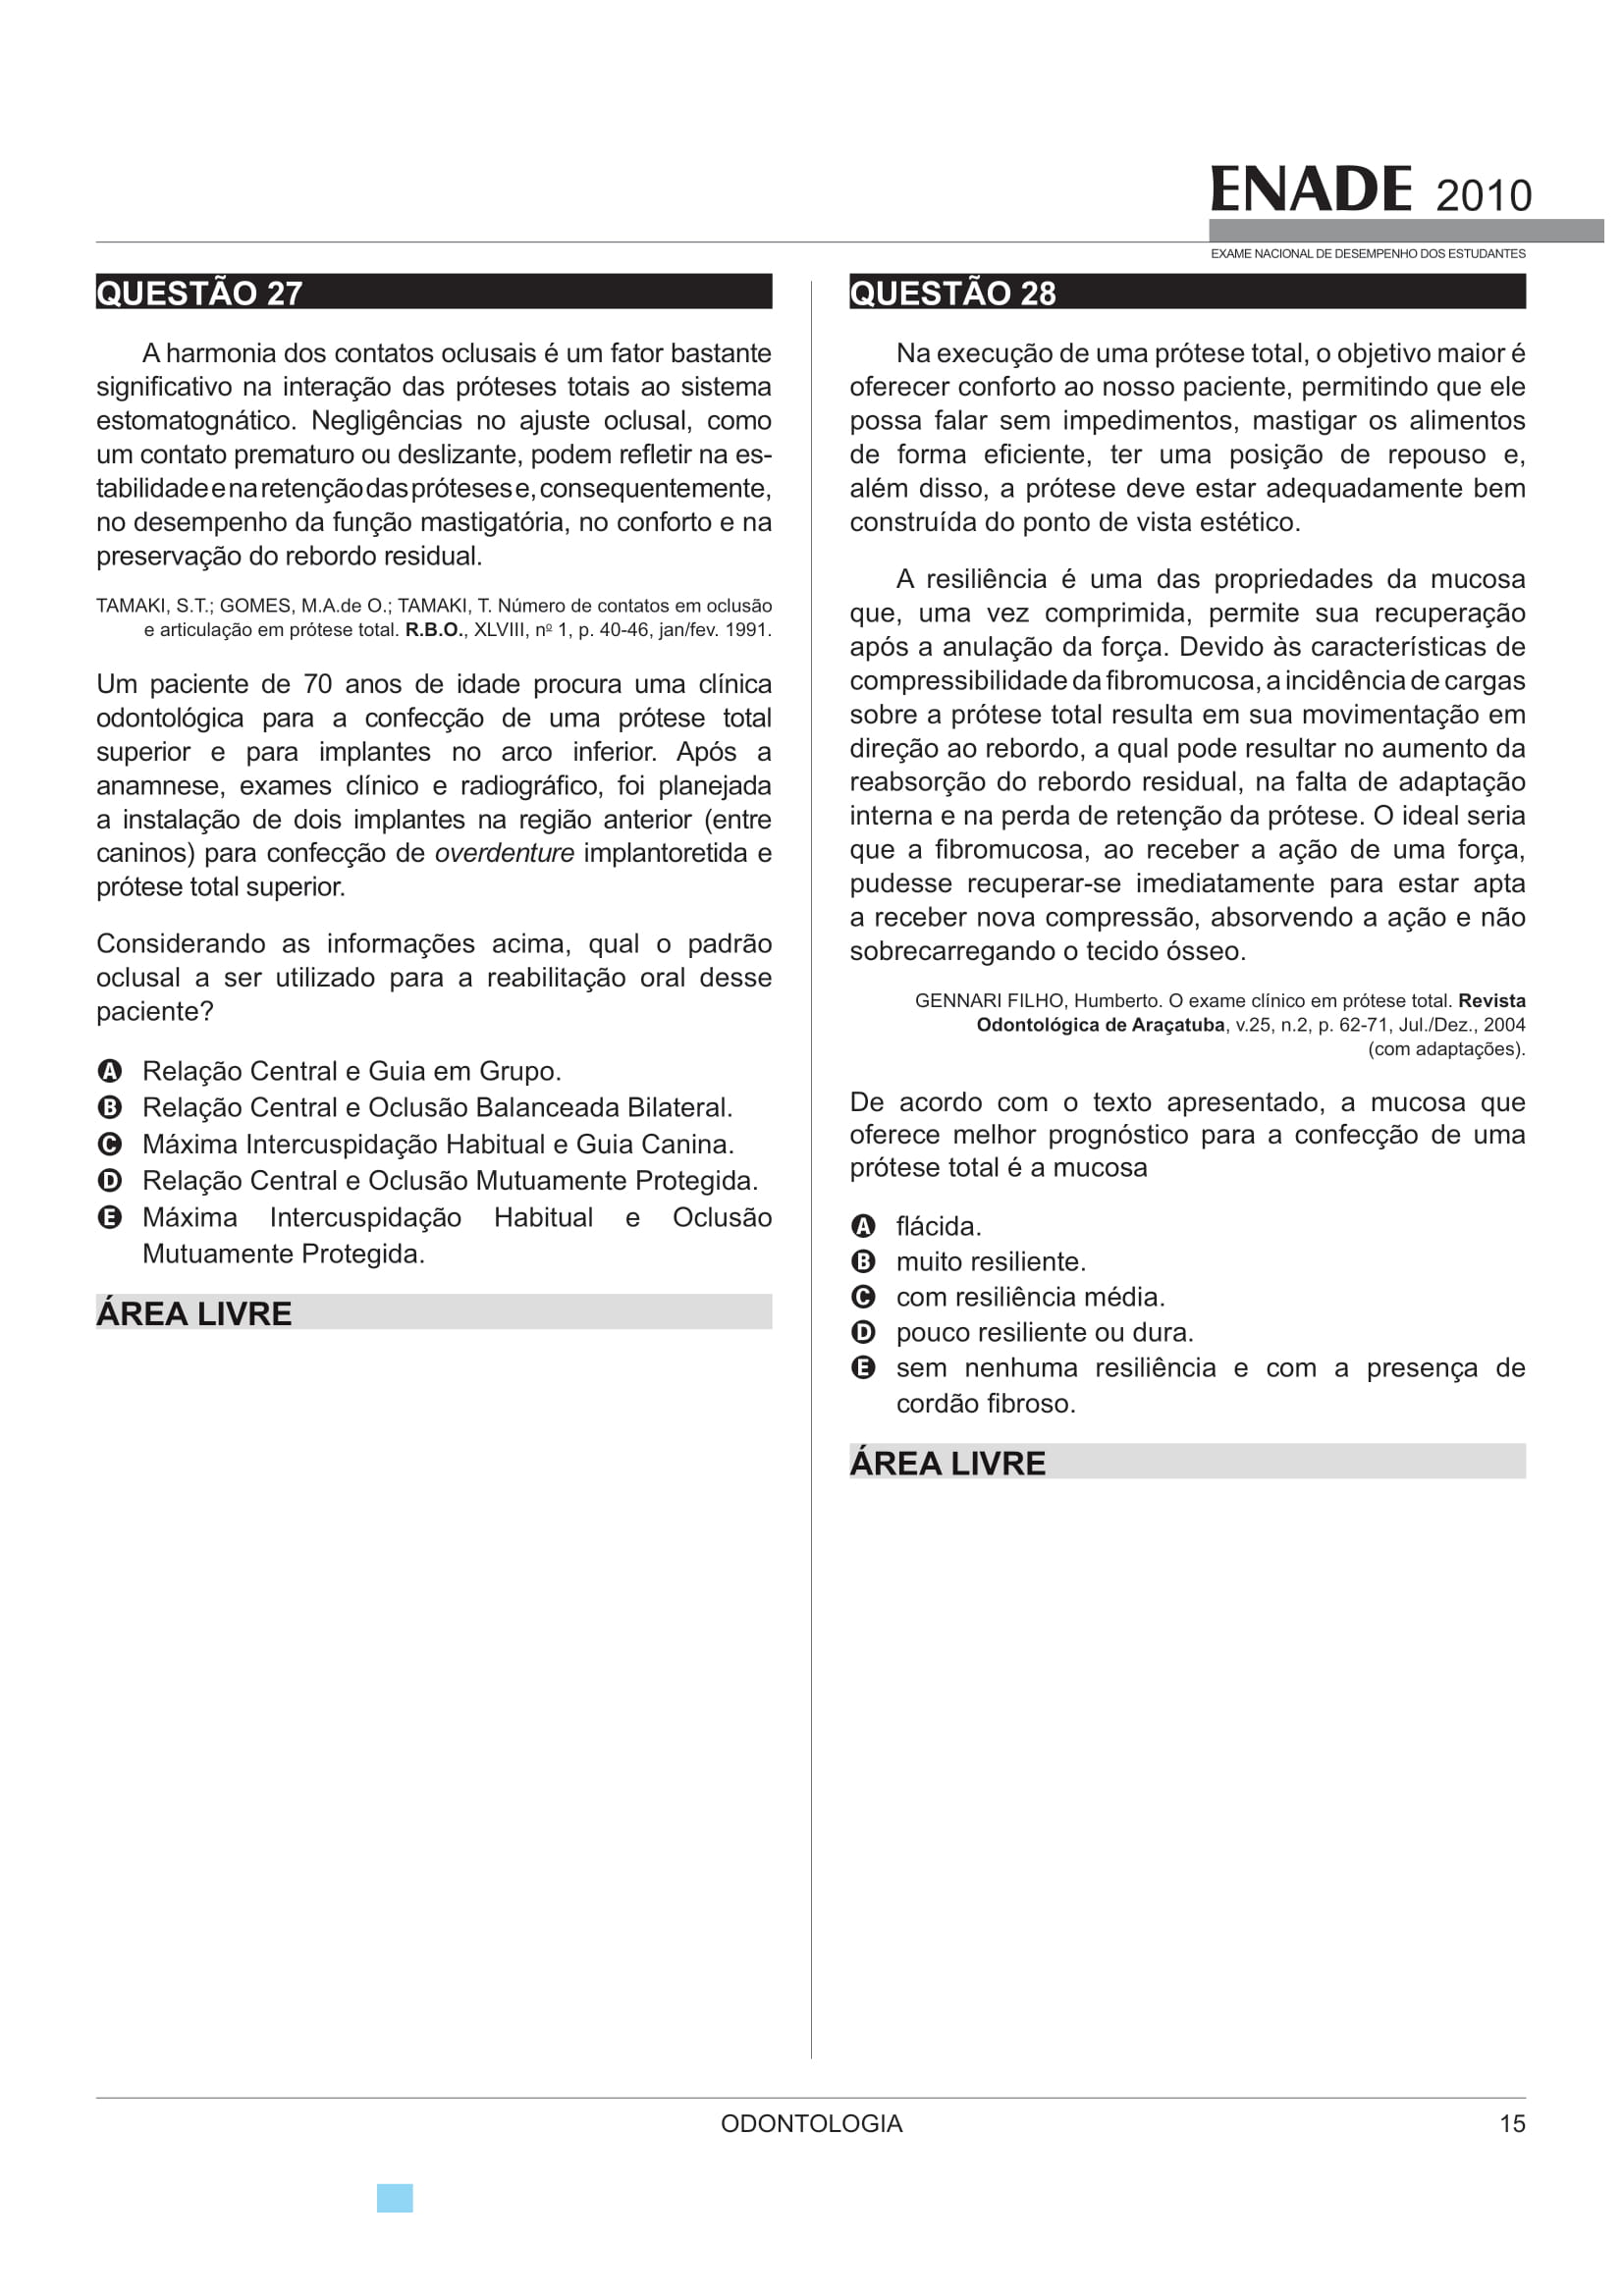 ENADE 2010
EXAME NACIONAL DE DESEMPENHO DOS ESTUDANTES
QUESTÃO 27
A harmonia dos contatos oclusais é um fator bastante
significativo na interação das próteses totais ao sistema
estomatognático. Negligências no ajuste oclusal, como
um contato prematuro ou deslizante, podem refletir na es-
tabilidade e na retenção das próteses e, consequentemente,
no desempenho da função mastigatória, no conforto e na
preservação do rebordo residual.
TAMAKI, S.T.; GOMES, M.A.de O.; TAMAKI, T. Número de contatos em oclusão
e articulação em prótese total. R.B.O., XLVIII, nº 1, p. 40-46, jan/fev. 1991.
Um paciente de 70 anos de idade procura uma clínica
odontológica para a confecção de uma prótese total
superior e para implantes no arco inferior. Após a
anamnese, exames clínico e radiográfico, foi planejada
a instalação de dois implantes na região anterior (entre
caninos) para confecção de overdenture implantoretida e
prótese total superior.
Considerando as informações acima, qual o padrão
oclusal a ser utilizado para a reabilitação oral desse
paciente?
A Relação Central e Guia em Grupo.
B Relação Central e Oclusão Balanceada Bilateral.
C Máxima Intercuspidação Habitual e Guia Canina.
D Relação Central e Oclusão Mutuamente Protegida.
E Máxima Intercuspidação Habitual e Oclusão
Mutuamente Protegida.
ÁREA LIVRE
QUESTÃO 28
Na execução de uma prótese total, o objetivo maior é
oferecer conforto ao nosso paciente, permitindo que ele
possa falar sem impedimentos, mastigar os alimentos
de forma eficiente, ter uma posição de repouso e,
além disso, a prótese deve estar adequadamente bem
construída do ponto de vista estético.
A resiliência é uma das propriedades da mucosa
que, uma vez comprimida, permite sua recuperação
após a anulação da força. Devido às características de
compressibilidade da fibromucosa, a incidência de cargas
sobre a prótese total resulta em sua movimentação em
direção ao rebordo, a qual pode resultar no aumento da
reabsorção do rebordo residual, na falta de adaptação
interna e na perda de retenção da prótese. O ideal seria
que a fibromucosa, ao receber a ação de uma força,
pudesse recuperar-se imediatamente para estar apta
a receber nova compressão, absorvendo a ação e não
sobrecarregando o tecido ósseo.
GENNARI FILHO, Humberto. O exame clínico em prótese total. Revista
Odontológica de Araçatuba, v.25, n.2, p. 62-71, Jul./Dez., 2004
(com adaptações).
De acordo com o texto apresentado, a mucosa que
oferece melhor prognóstico para a confecção de uma
prótese total é a mucosa
A flácida.
B muito resiliente.
C com resiliência média.
D pouco resiliente ou dura.
E sem nenhuma resiliência e com a presença de
cordão fibroso.
ÁREA LIVRE
ODONTOLOGIA
15